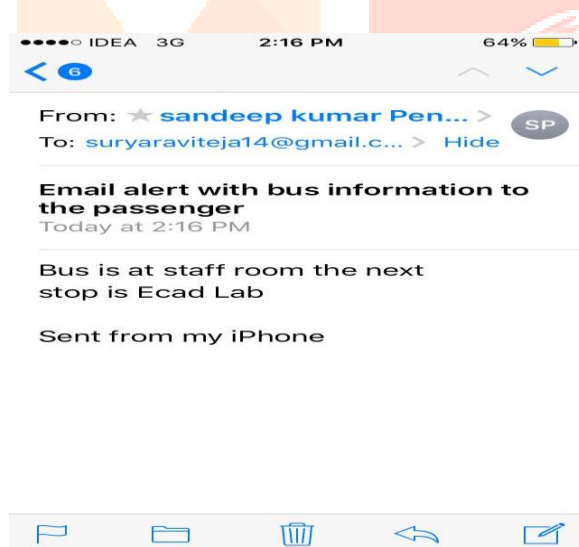 IDEA 3G 2:16 PM 64%
6
From: sandeep kumar Pen...
SP
To: suryaraviteja14@gmail.c... Hide
Email alert with bus information to
the passenger
Today at 2:16 PM
Bus is at staff room the next
stop is Ecad Lab
Sent from my iPhone